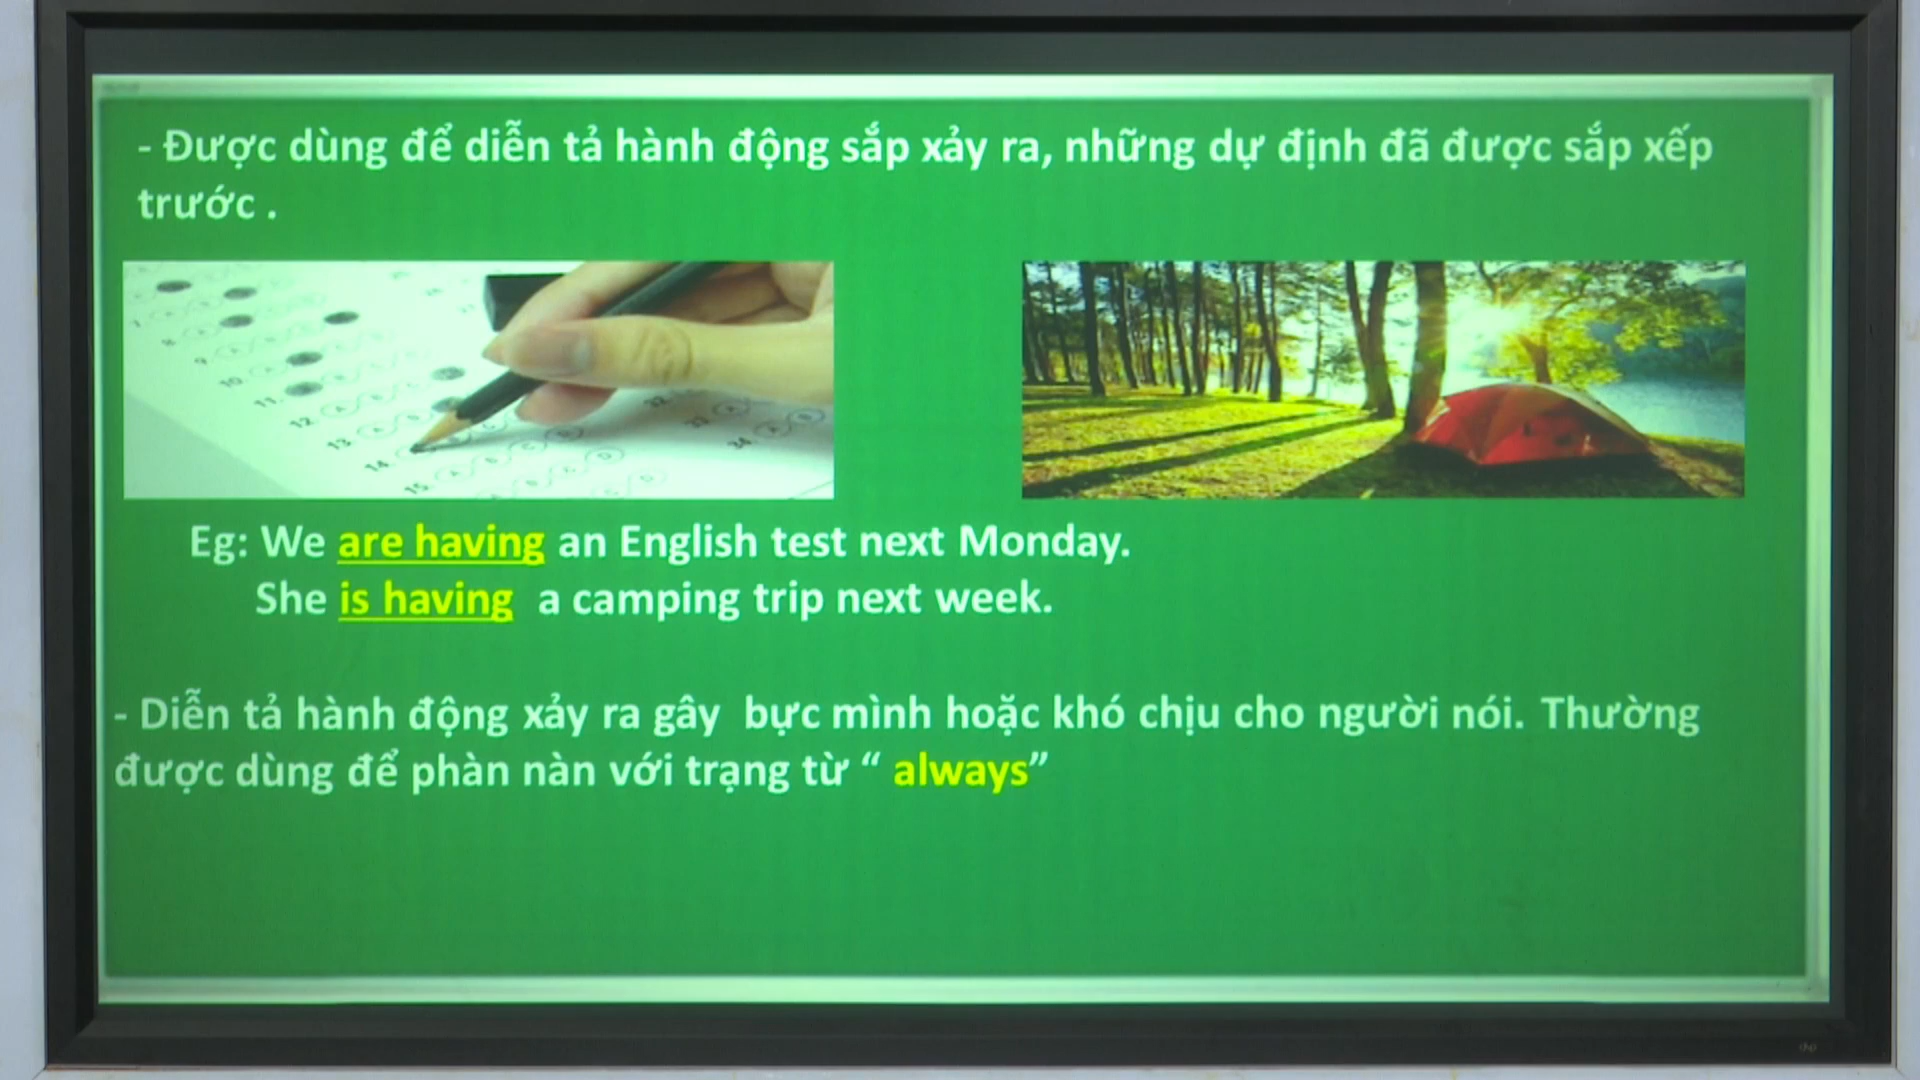 - Được dùng để diễn tả hành động sắp xảy ra, những dự định đã được sắp xếp
trước .
Eg: We are having an English test next Monday.
She is having a camping trip next week.
- Diễn tả hành động xảy ra gây bực mình hoặc khó chịu cho người nói. Thường
được dùng để phàn nàn với trạng từ “ always”